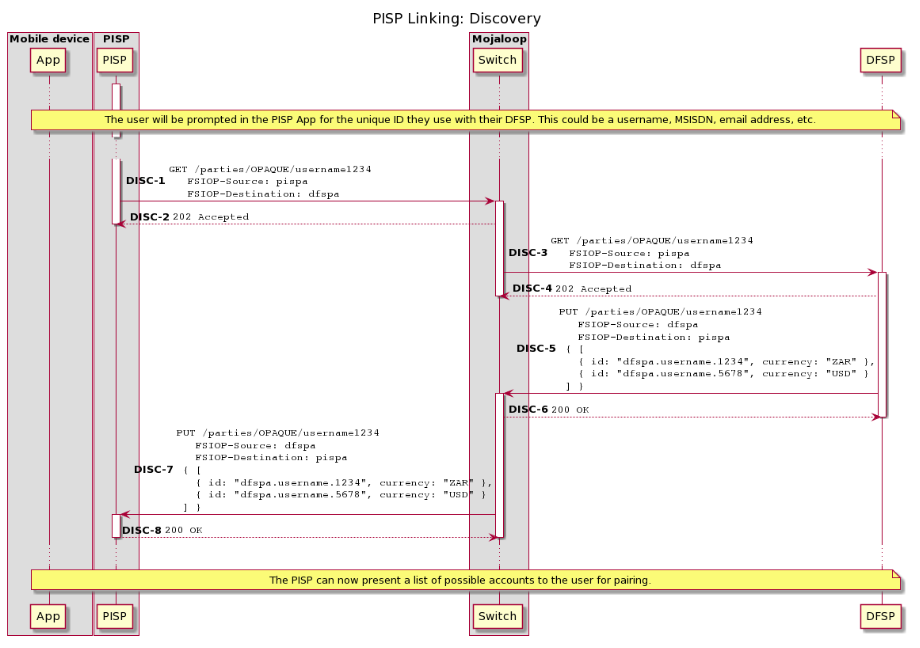 PISP Linking: Discovery
Mobile device
PISP
Mojaloop
App
PISP
Switch
DFSP
The user will be prompted in the PISP App for the unique ID they use with their DFSP. This could be a username, MSISDN, email address, etc.
GET /parties/OPAQUE/username1234
DISC-1 FSIOP-Source: pispa
FSIOP-Destination: dfspa
DISC-2 202 Accepted
GET /parties/OPAQUE/username1234
DISC-3 FSIOP-Source: pispa
FSIOP-Destination: dfspa
DISC-4 202 Accepted
PUT /parties/OPAQUE/username1234
FSIOP-Source: dfspa
FSIOP-Destination: pispa
DISC-5 { [
{ id: "dfspa.username.1234", currency: "ZAR" },
{ id: "dfspa.username.5678", currency: "USD" }
] }
DISC-6 200 OK
PUT /parties/OPAQUE/username1234
FSIOP-Source: dfspa
FSIOP-Destination: pispa
DISC-7 { [
{ id: "dfspa.username.1234", currency: "ZAR" },
{ id: "dfspa.username.5678", currency: "USD" }
] }
DISC-8 200 OK
The PISP can now present a list of possible accounts to the user for pairing.
App
PISP
Switch
DFSP